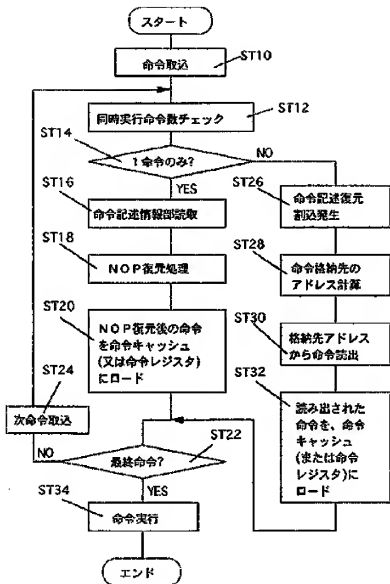 スタート
命令取込
ST10
同時実行命令数チェック
ST12
ST14
1命令のみ?
NO
YES
ST16
命令記述情報部読取
ST18
NOP復元処理
ST20
NOP復元後の命令
を命令キャッシュ
(又は命令レジスタ)
にロード
ST24
次命令取込
ST26
命令記述復元
割込発生
ST28
命令格納先の
アドレス計算
ST30
格納先アドレス
から命令読出
ST32
読み出された
命令を、命令
キャッシュ
(または命令
レジスタ)に
ロード
ST22
最終命令?
NO
YES
ST34
命令実行
エンド